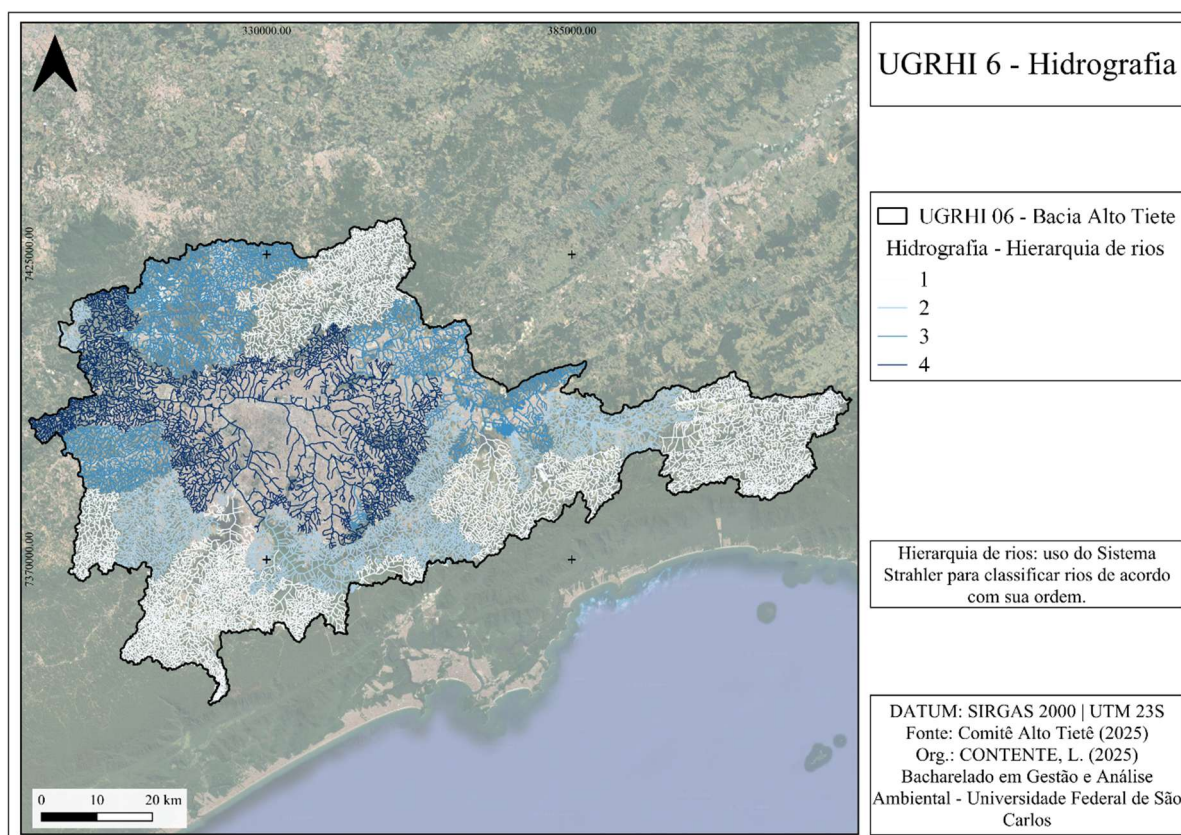 330000.00
385000.00
7425000.00
7370000.00
0 10 20 km
UGRHI 6 - Hidrografia
UGRHI 06 - Bacia Alto Tiete
Hidrografia - Hierarquia de rios
1
2
3
4
Hierarquia de rios: uso do Sistema
Strahler para classificar rios de acordo
com sua ordem.
DATUM: SIRGAS 2000 | UTM 23S
Fonte: Comitê Alto Tietê (2025)
Org.: CONTENTE, L. (2025)
Bacharelado em Gestão e Análise
Ambiental - Universidade Federal de São
Carlos